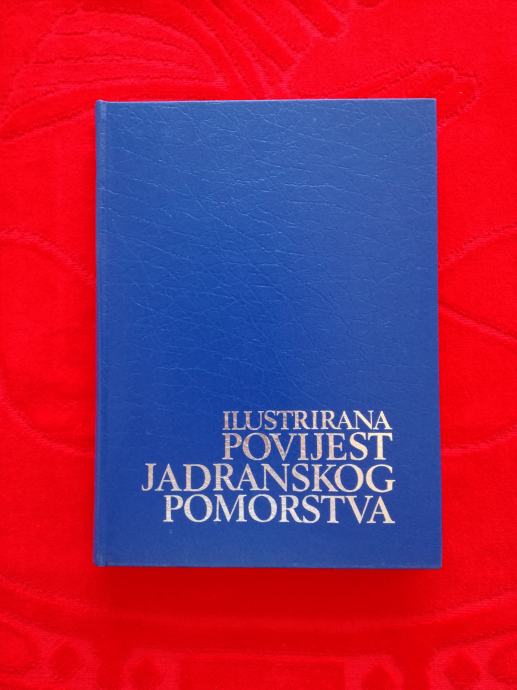 ILUSTRIRANA
POVIJEST
JADRANSKOG
POMORSTVA